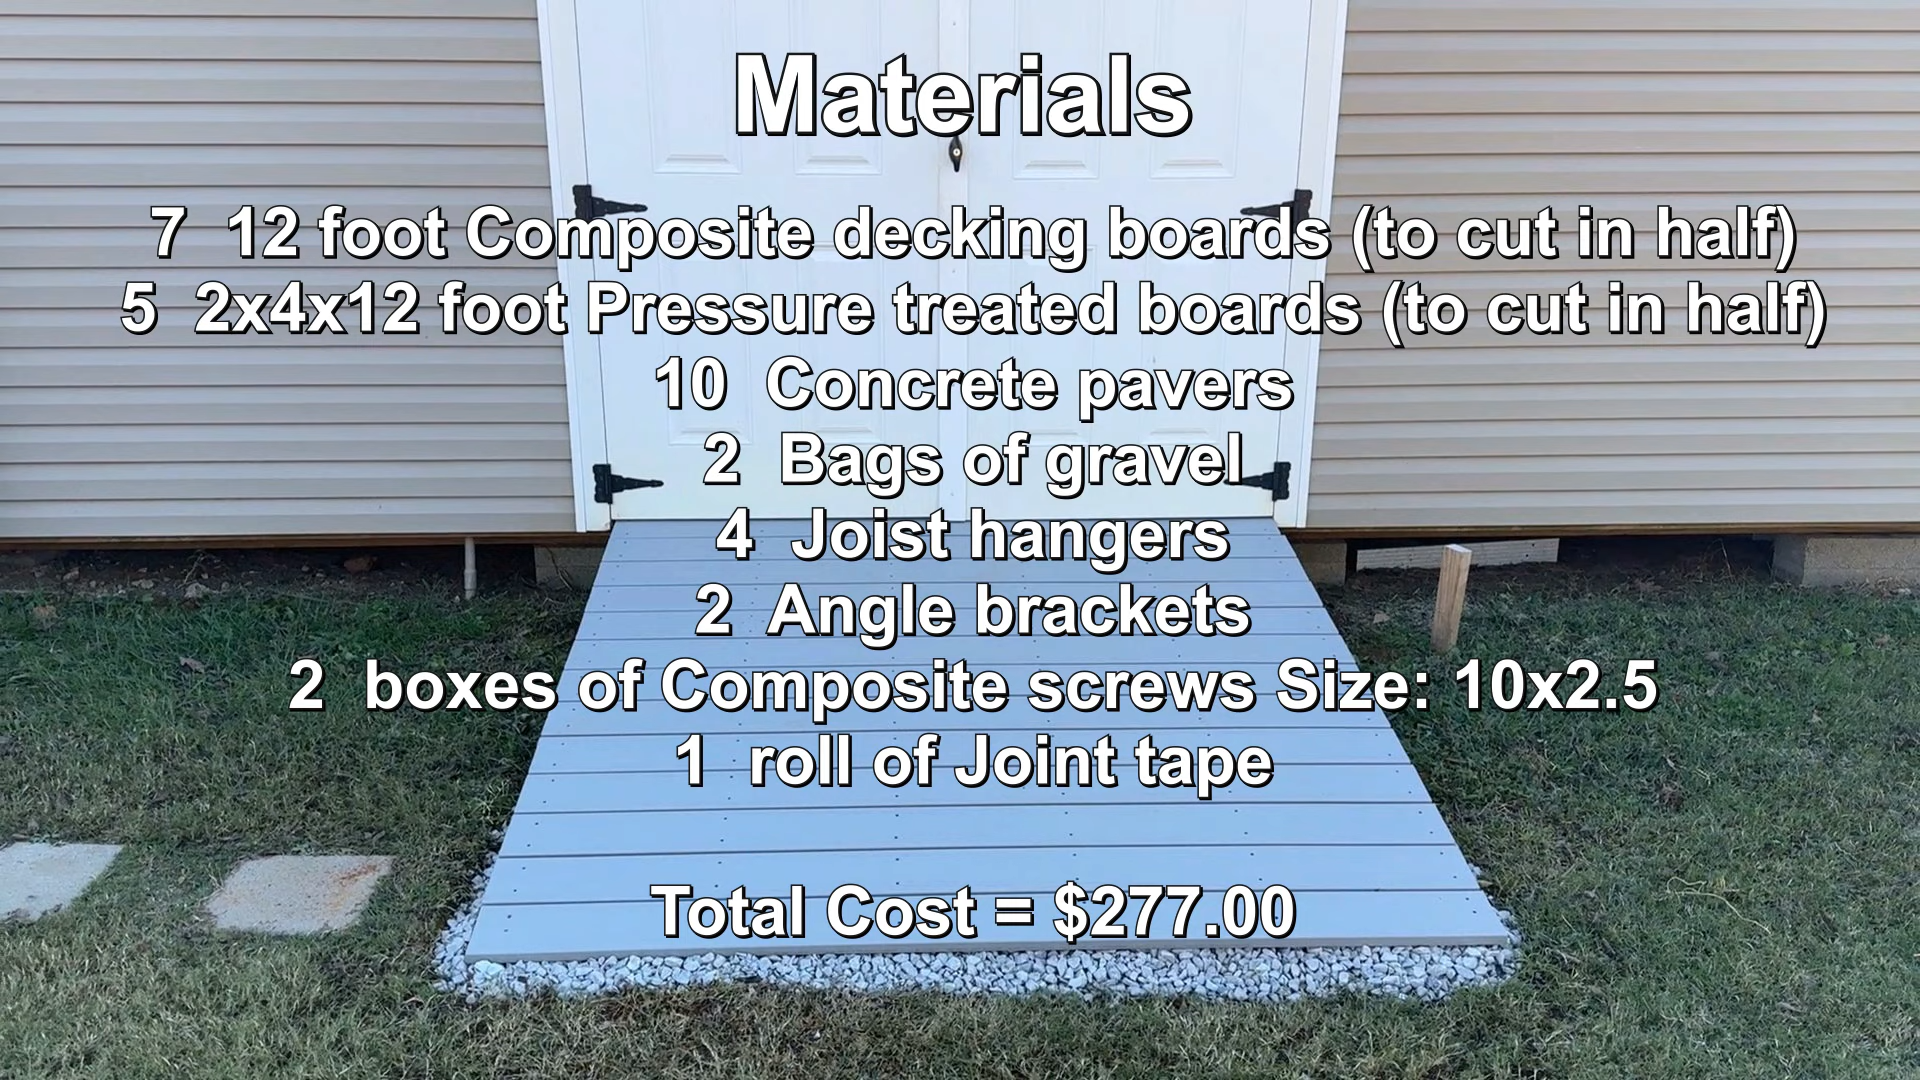 Materials
7 12 foot Composite decking boards (to cut in half)
5 2x4x12 foot Pressure treated boards (to cut in half)
10 Concrete pavers
2 Bags of gravel
4 Joist hangers
2 Angle brackets
2 boxes of Composite screws Size: 10x2.5
1 roll of Joint tape
Total Cost = $277.00